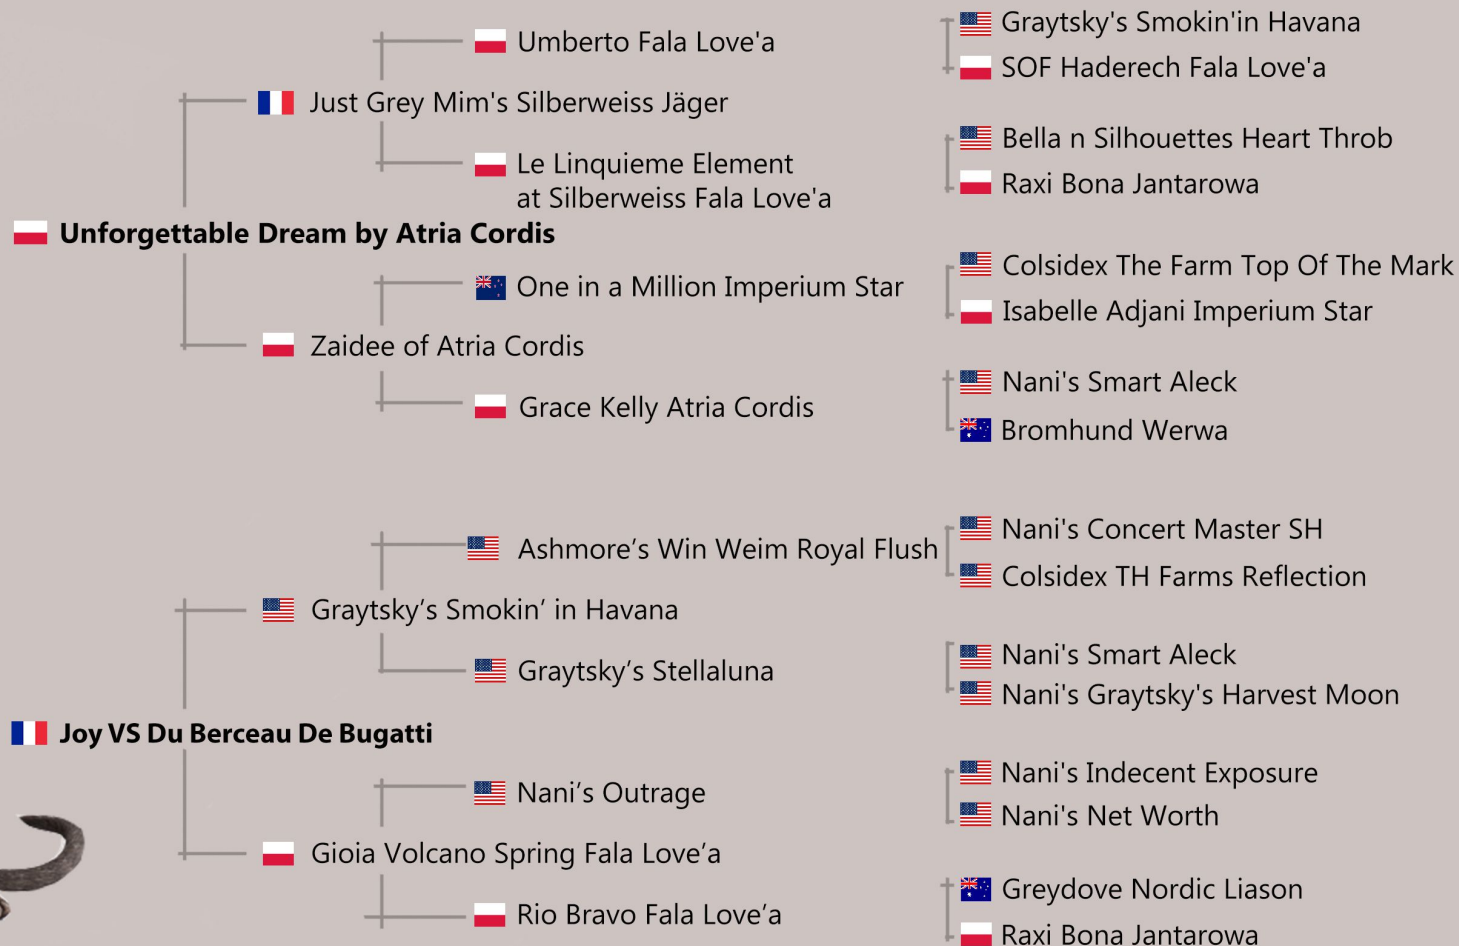 Umberto Fala Love'a
Graytsky's Smokin'in Havana
SOF Haderech Fala Love'a
Just Grey Mim's Silberweiss Jäger
Le Linquieme Element
at Silberweiss Fala Love'a
Bella n Silhouettes Heart Throb
Raxi Bona Jantarowa
Unforgettable Dream by Atria Cordis
One in a Million Imperium Star
Colsidex The Farm Top Of The Mark
Isabelle Adjani Imperium Star
Zaidee of Atria Cordis
Grace Kelly Atria Cordis
Nani's Smart Aleck
Bromhund Werwa
Ashmore’s Win Weim Royal Flush
Nani's Concert Master SH
Colsidex TH Farms Reflection
Graytsky’s Smokin’ in Havana
Graytsky’s Stellaluna
Nani's Smart Aleck
Nani's Graytsky's Harvest Moon
Joy VS Du Berceau De Bugatti
Nani’s Outrage
Nani's Indecent Exposure
Nani's Net Worth
Gioia Volcano Spring Fala Love’a
Rio Bravo Fala Love’a
Greydove Nordic Liason
Raxi Bona Jantarowa